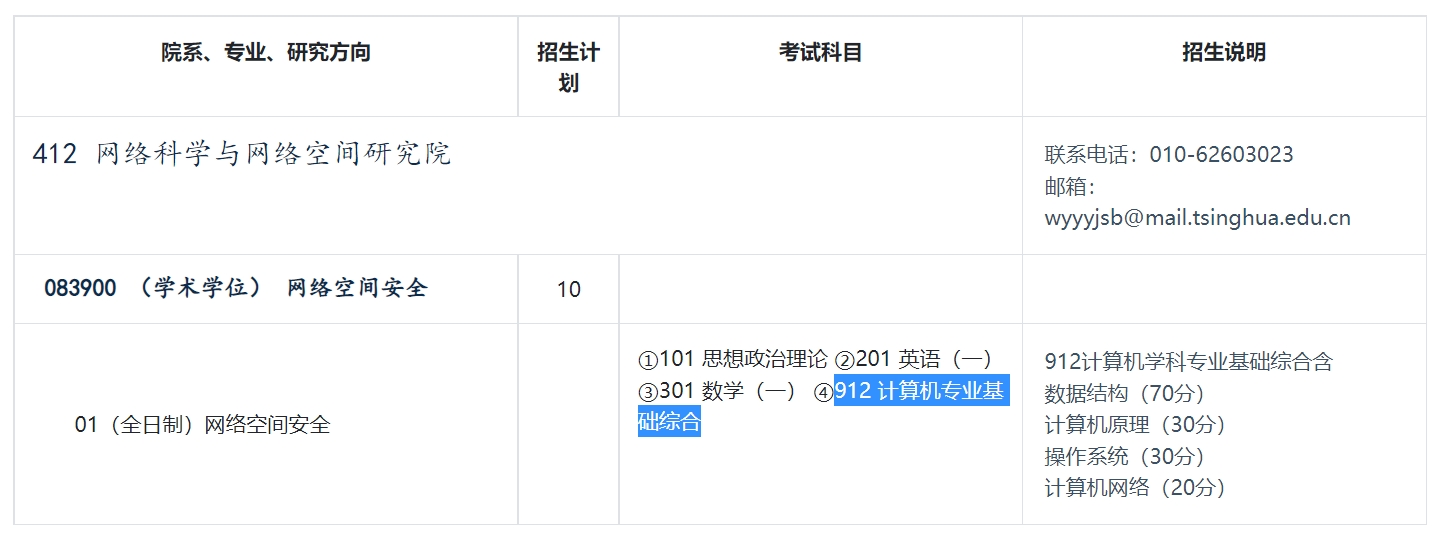 院系、专业、研究方向
招生计
划
考试科目
招生说明
412 网络科学与网络空间研究院
联系电话：010-62603023
邮箱：
wyyyjsb@mail.tsinghua.edu.cn
083900 （学术学位） 网络空间安全
10
01（全日制）网络空间安全
①101 思想政治理论 ②201 英语（一）
③301 数学（一） ④912 计算机专业基
础综合
912计算机学科专业基础综合含
数据结构（70分）
计算机原理（30分）
操作系统（30分）
计算机网络（20分）